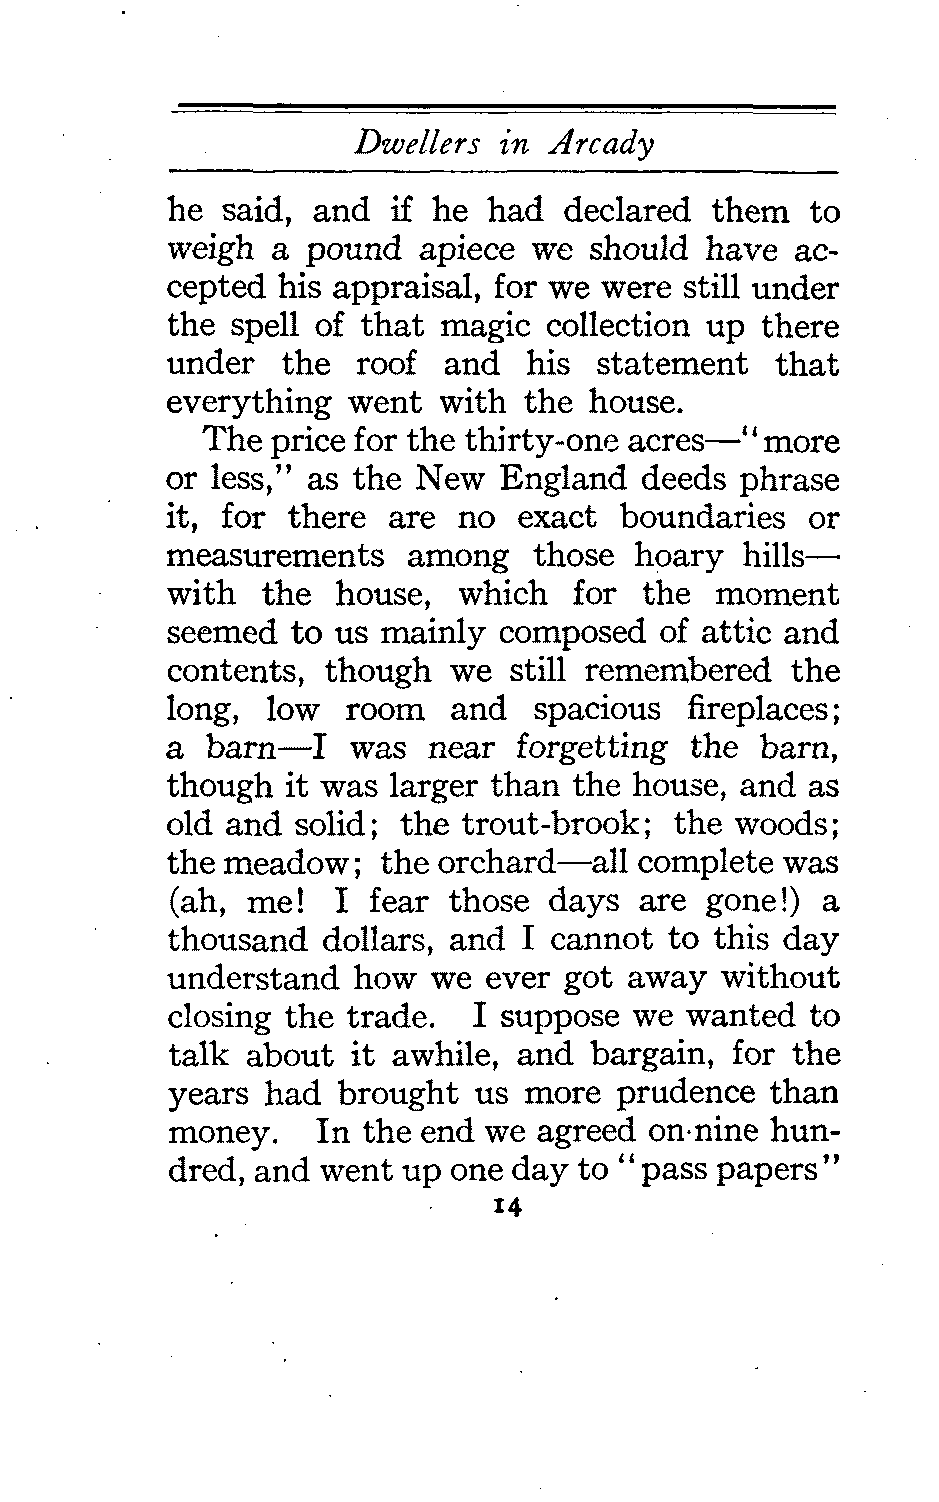 Dwellers in Arcady
he said, and if he had declared them to
weigh a pound apiece we should have ac-
cepted his appraisal, for we were still under
the spell of that magic collection up there
under the roof and his statement that
everything went with the house.
The price for the thirty-one acres—"more
or less," as the New England deeds phrase
it, for there are no exact boundaries or
measurements among those hoary hills—
with the house, which for the moment
seemed to us mainly composed of attic and
contents, though we still remembered the
long, low room and spacious fireplaces;
a barn—I was near forgetting the barn,
though it was larger than the house, and as
old and solid; the trout-brook; the woods;
the meadow; the orchard—all complete was
(ah, me! I fear those days are gone!) a
thousand dollars, and I cannot to this day
understand how we ever got away without
closing the trade. I suppose we wanted to
talk about it awhile, and bargain, for the
years had brought us more prudence than
money. In the end we agreed on nine hun-
dred, and went up one day to "pass papers"
14